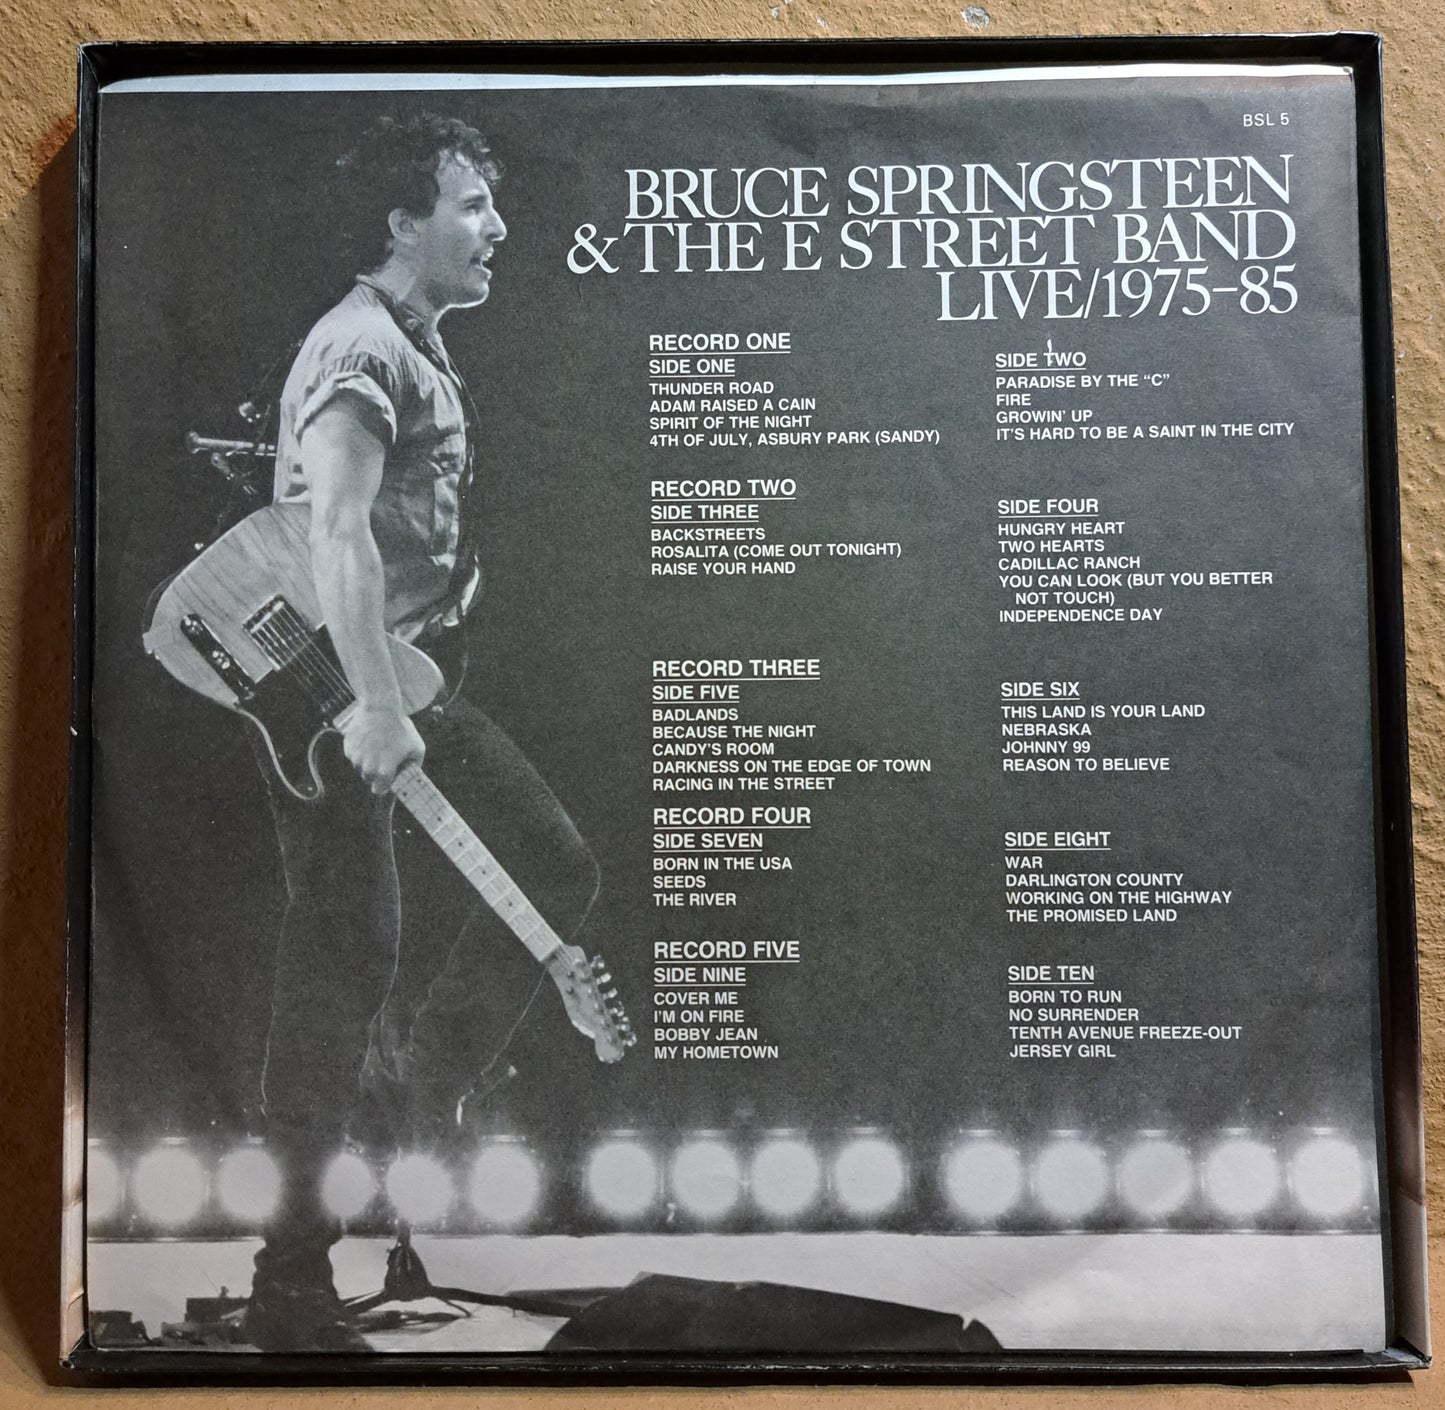 BSL 5
BRUCE SPRINGSTEEN
& THE E STREET BAND
LIVE/1975–85
RECORD ONE
SIDE ONE
THUNDER ROAD
ADAM RAISED A CAIN
SPIRIT OF THE NIGHT
4TH OF JULY, ASBURY PARK (SANDY)
SIDE TWO
PARADISE BY THE “C”
FIRE
GROWIN’ UP
IT’S HARD TO BE A SAINT IN THE CITY
RECORD TWO
SIDE THREE
BACKSTREETS
ROSALITA (COME OUT TONIGHT)
RAISE YOUR HAND
SIDE FOUR
HUNGRY HEART
TWO HEARTS
CADILLAC RANCH
YOU CAN LOOK (BUT YOU BETTER
NOT TOUCH)
INDEPENDENCE DAY
RECORD THREE
SIDE FIVE
BADLANDS
BECAUSE THE NIGHT
CANDY’S ROOM
DARKNESS ON THE EDGE OF TOWN
RACING IN THE STREET
SIDE SIX
THIS LAND IS YOUR LAND
NEBRASKA
JOHNNY 99
REASON TO BELIEVE
RECORD FOUR
SIDE SEVEN
BORN IN THE USA
SEEDS
THE RIVER
SIDE EIGHT
WAR
DARLINGTON COUNTY
WORKING ON THE HIGHWAY
THE PROMISED LAND
RECORD FIVE
SIDE NINE
COVER ME
I’M ON FIRE
BOBBY JEAN
MY HOMETOWN
SIDE TEN
BORN TO RUN
NO SURRENDER
TENTH AVENUE FREEZE-OUT
JERSEY GIRL